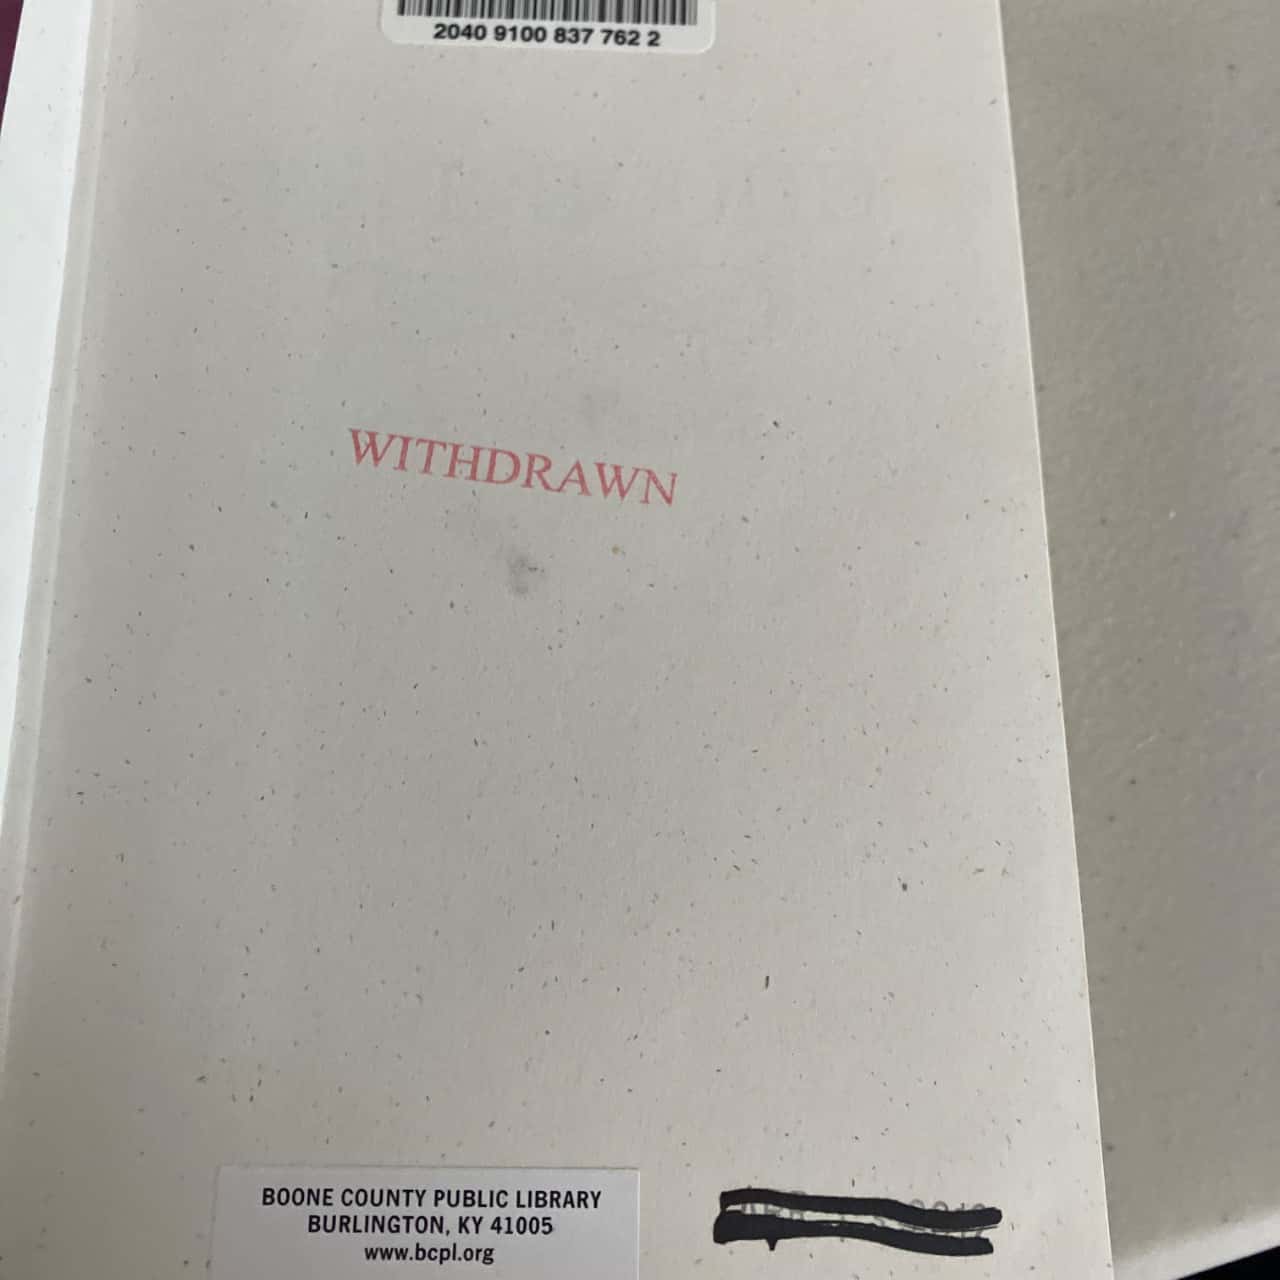 2040 9100 837 762 2
WITHDRAWN
BOONE COUNTY PUBLIC LIBRARY
BURLINGTON, KY 41005
www.bcpl.org